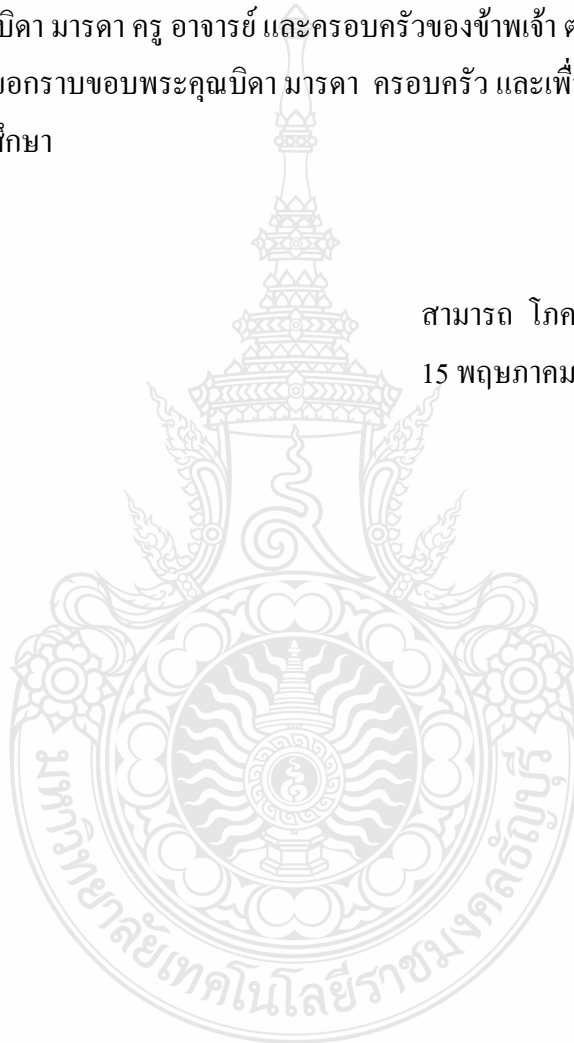 บิดา มารดา ครู อาจารย์ และครอบครัวของข้าพเจ้า
ขอกราบขอบพระคุณบิดา มารดา ครอบครัว และเพื่
ศึกษา
สามารถ โภค
15 พฤษภาคม
มหาวิทยาลัยเทคโนโลยีราชมงคลธัญบุรี